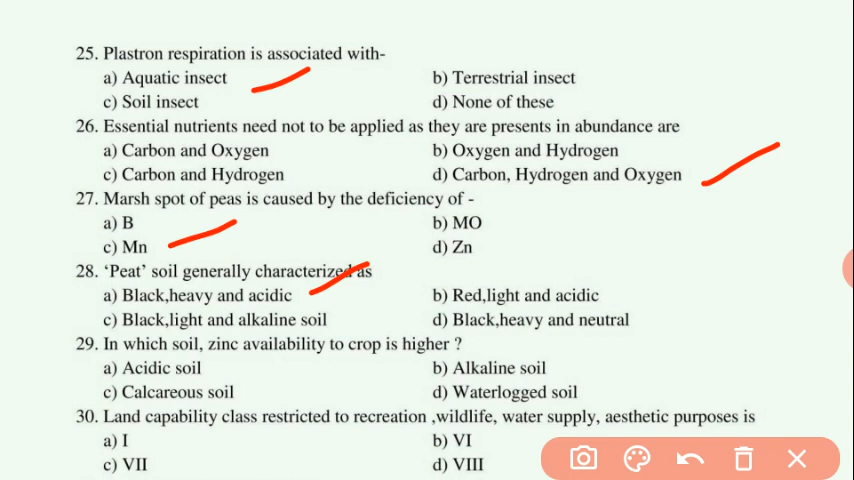 25. Plastron respiration is associated with-
a) Aquatic insect b) Terrestrial insect
c) Soil insect d) None of these
26. Essential nutrients need not to be applied as they are presents in abundance are
a) Carbon and Oxygen b) Oxygen and Hydrogen
c) Carbon and Hydrogen d) Carbon, Hydrogen and Oxygen
27. Marsh spot of peas is caused by the deficiency of -
a) B b) MO
c) Mn d) Zn
28. ‘Peat’ soil generally characterized as
a) Black,heavy and acidic b) Red,light and acidic
c) Black,light and alkaline soil d) Black,heavy and neutral
29. In which soil, zinc availability to crop is higher ?
a) Acidic soil b) Alkaline soil
c) Calcareous soil d) Waterlogged soil
30. Land capability class restricted to recreation ,wildlife, water supply, aesthetic purposes is
a) I b) VI
c) VII d) VIII